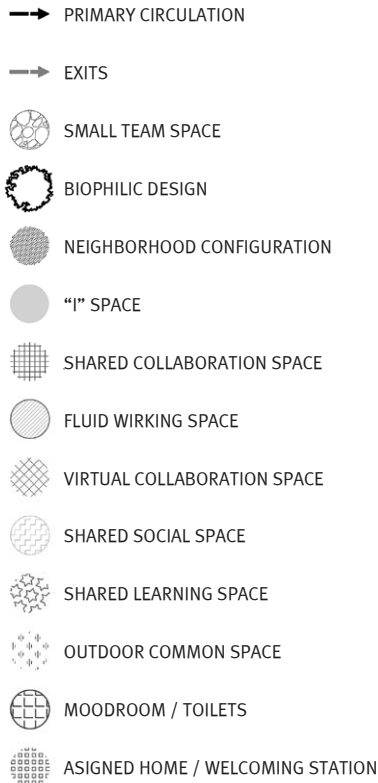 PRIMARY CIRCULATION
EXITS
SMALL TEAM SPACE
BIOPHILIC DESIGN
NEIGHBORHOOD CONFIGURATION
“I” SPACE
SHARED COLLABORATION SPACE
FLUID WIRKING SPACE
VIRTUAL COLLABORATION SPACE
SHARED SOCIAL SPACE
SHARED LEARNING SPACE
OUTDOOR COMMON SPACE
MOODROOM / TOILETS
ASIGNED HOME / WELCOMING STATION